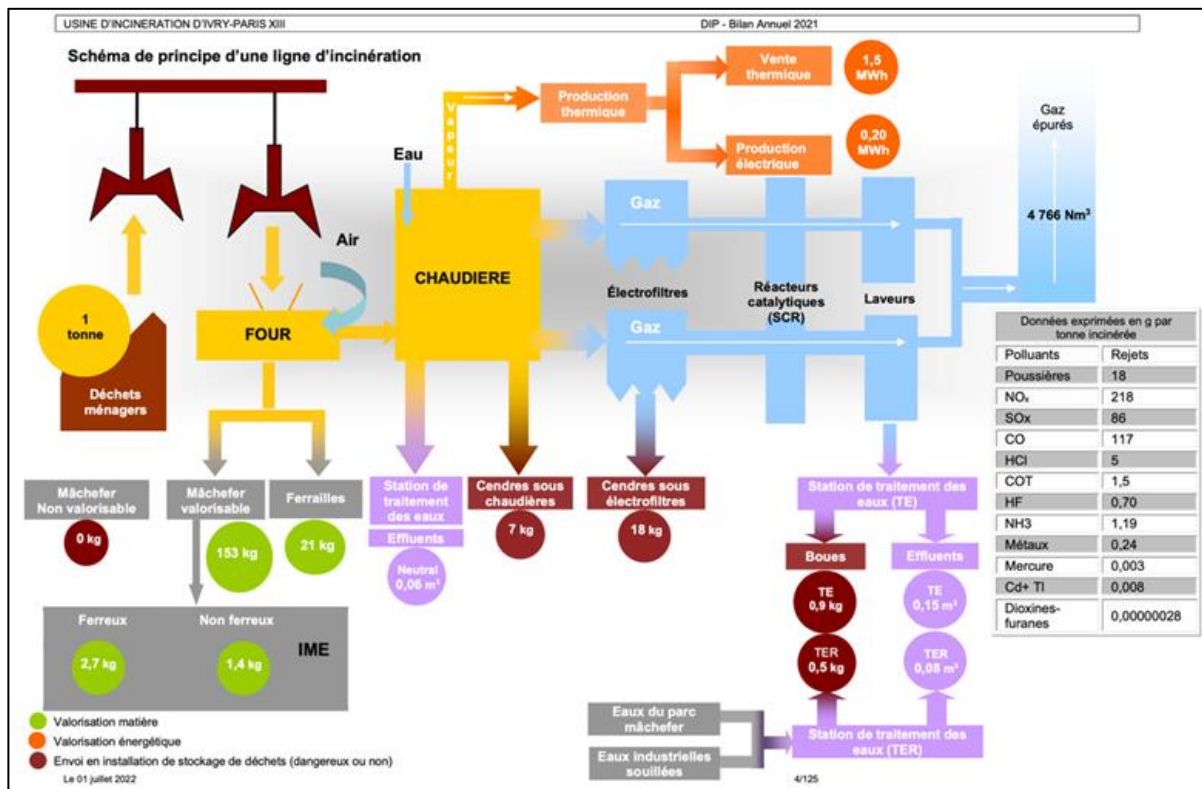 USINE D'INCINERATION D'IVRY-PARIS XIII
DIP - Bilan Annuel 2021
Schéma de principe d'une ligne d'incinération
Vapeur
Production
thermique
Vente
thermique
1,5
MWh
Production
électrique
0,20
MWh
Gaz
épurés
4 766 Nm³
Eau
Air
1
tonne
Déchets
ménagers
FOUR
CHAUDIERE
Gaz
Électrofiltres
Gaz
Réacteurs
catalytiques
(SCR)
Laveurs
Données exprimées en g par
tonne incinérée
Polluants Rejets
Poussières 18
NOₓ 218
SOx 86
CO 117
HCl 5
COT 1,5
HF 0,70
NH3 1,19
Métaux 0,24
Mercure 0,003
Cd+ Tl 0,008
Dioxines-
furanes 0,00000028
Mâchefer
Non valorisable
0 kg
Mâchefer
valorisable
153 kg
Ferrailles
21 kg
Station de
traitement
des eaux
Effluents
Neutral
0,06 m³
Cendres sous
chaudières
7 kg
Cendres sous
électrofiltres
18 kg
Station de traitement des
eaux (TE)
Boues
Effluents
TE
0,9 kg
TE
0,15 m³
TER
0,5 kg
TER
0,08 m³
Station de traitement des
eaux (TER)
Eaux du parc
mâchefer
Eaux industrielles
souillées
Ferreux
2,7 kg
Non ferreux
1,4 kg
IME
Valorisation matière
Valorisation énergétique
Envoi en installation de stockage de déchets (dangereux ou non)
Le 01 juillet 2022
4/125